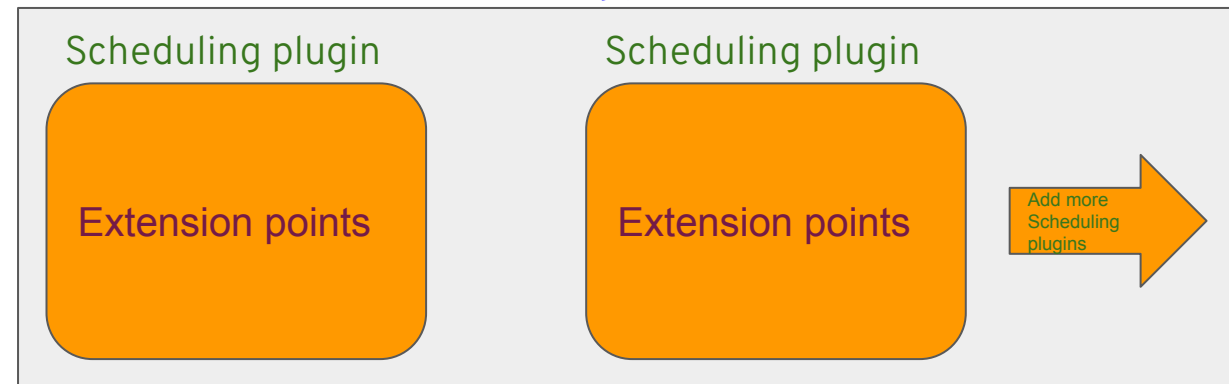 Scheduling plugin
Scheduling plugin
Extension points
Extension points
Add more
Scheduling
plugins